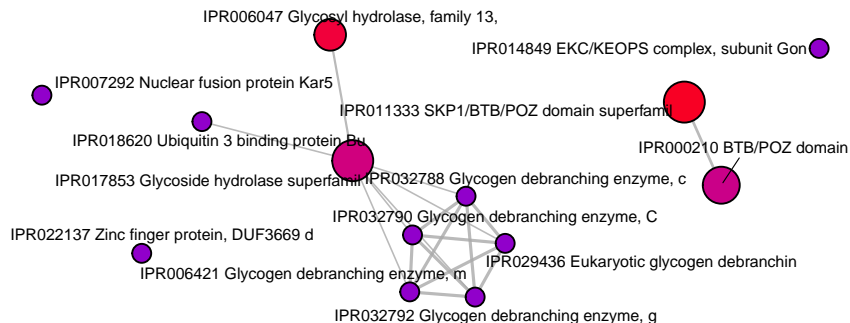 IPR006047 Glycosyl hydrolase, family 13,
IPR014849 EKC/KEOPS complex, subunit Gon
IPR007292 Nuclear fusion protein Kar5
IPR011333 SKP1/BTB/POZ domain superfamil
IPR018620 Ubiquitin 3 binding protein Bu
IPR000210 BTB/POZ domain
IPR017853 Glycoside hydrolase superfamil
IPR032788 Glycogen debranching enzyme, c
IPR032790 Glycogen debranching enzyme, C
IPR022137 Zinc finger protein, DUF3669 d
IPR029436 Eukaryotic glycogen debranchin
IPR006421 Glycogen debranching enzyme, m
IPR032792 Glycogen debranching enzyme, g